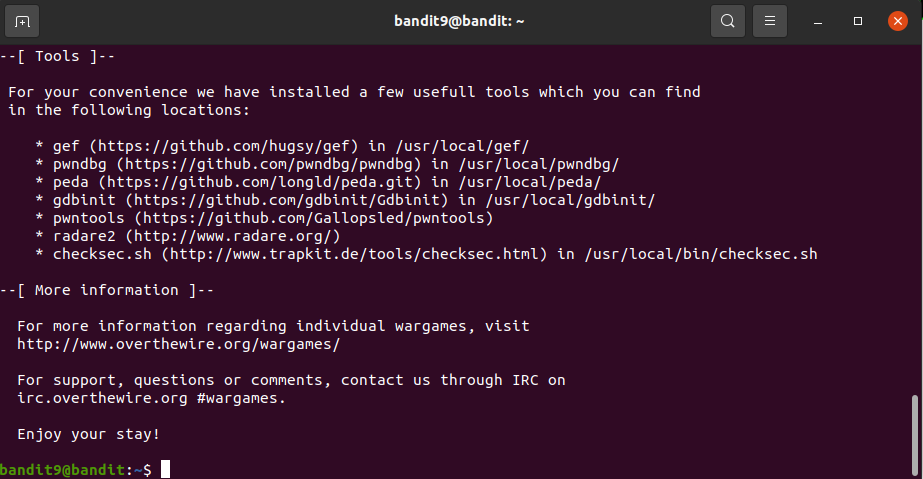 bandit9@bandit: ~
--[ Tools ]--
For your convenience we have installed a few usefull tools which you can find
in the following locations:
* gef (https://github.com/hugsy/gef) in /usr/local/gef/
* pwndbg (https://github.com/pwndbg/pwndbg) in /usr/local/pwndbg/
* peda (https://github.com/longld/peda.git) in /usr/local/peda/
* gdbinit (https://github.com/gdbinit/Gdbinit) in /usr/local/gdbinit/
* pwntools (https://github.com/Gallopsled/pwntools)
* radare2 (http://www.radare.org/)
* checksec.sh (http://www.trapkit.de/tools/checksec.html) in /usr/local/bin/checksec.sh
--[ More information ]--
For more information regarding individual wargames, visit
http://www.overthewire.org/wargames/
For support, questions or comments, contact us through IRC on
irc.overthewire.org #wargames.
Enjoy your stay!
bandit9@bandit:~$